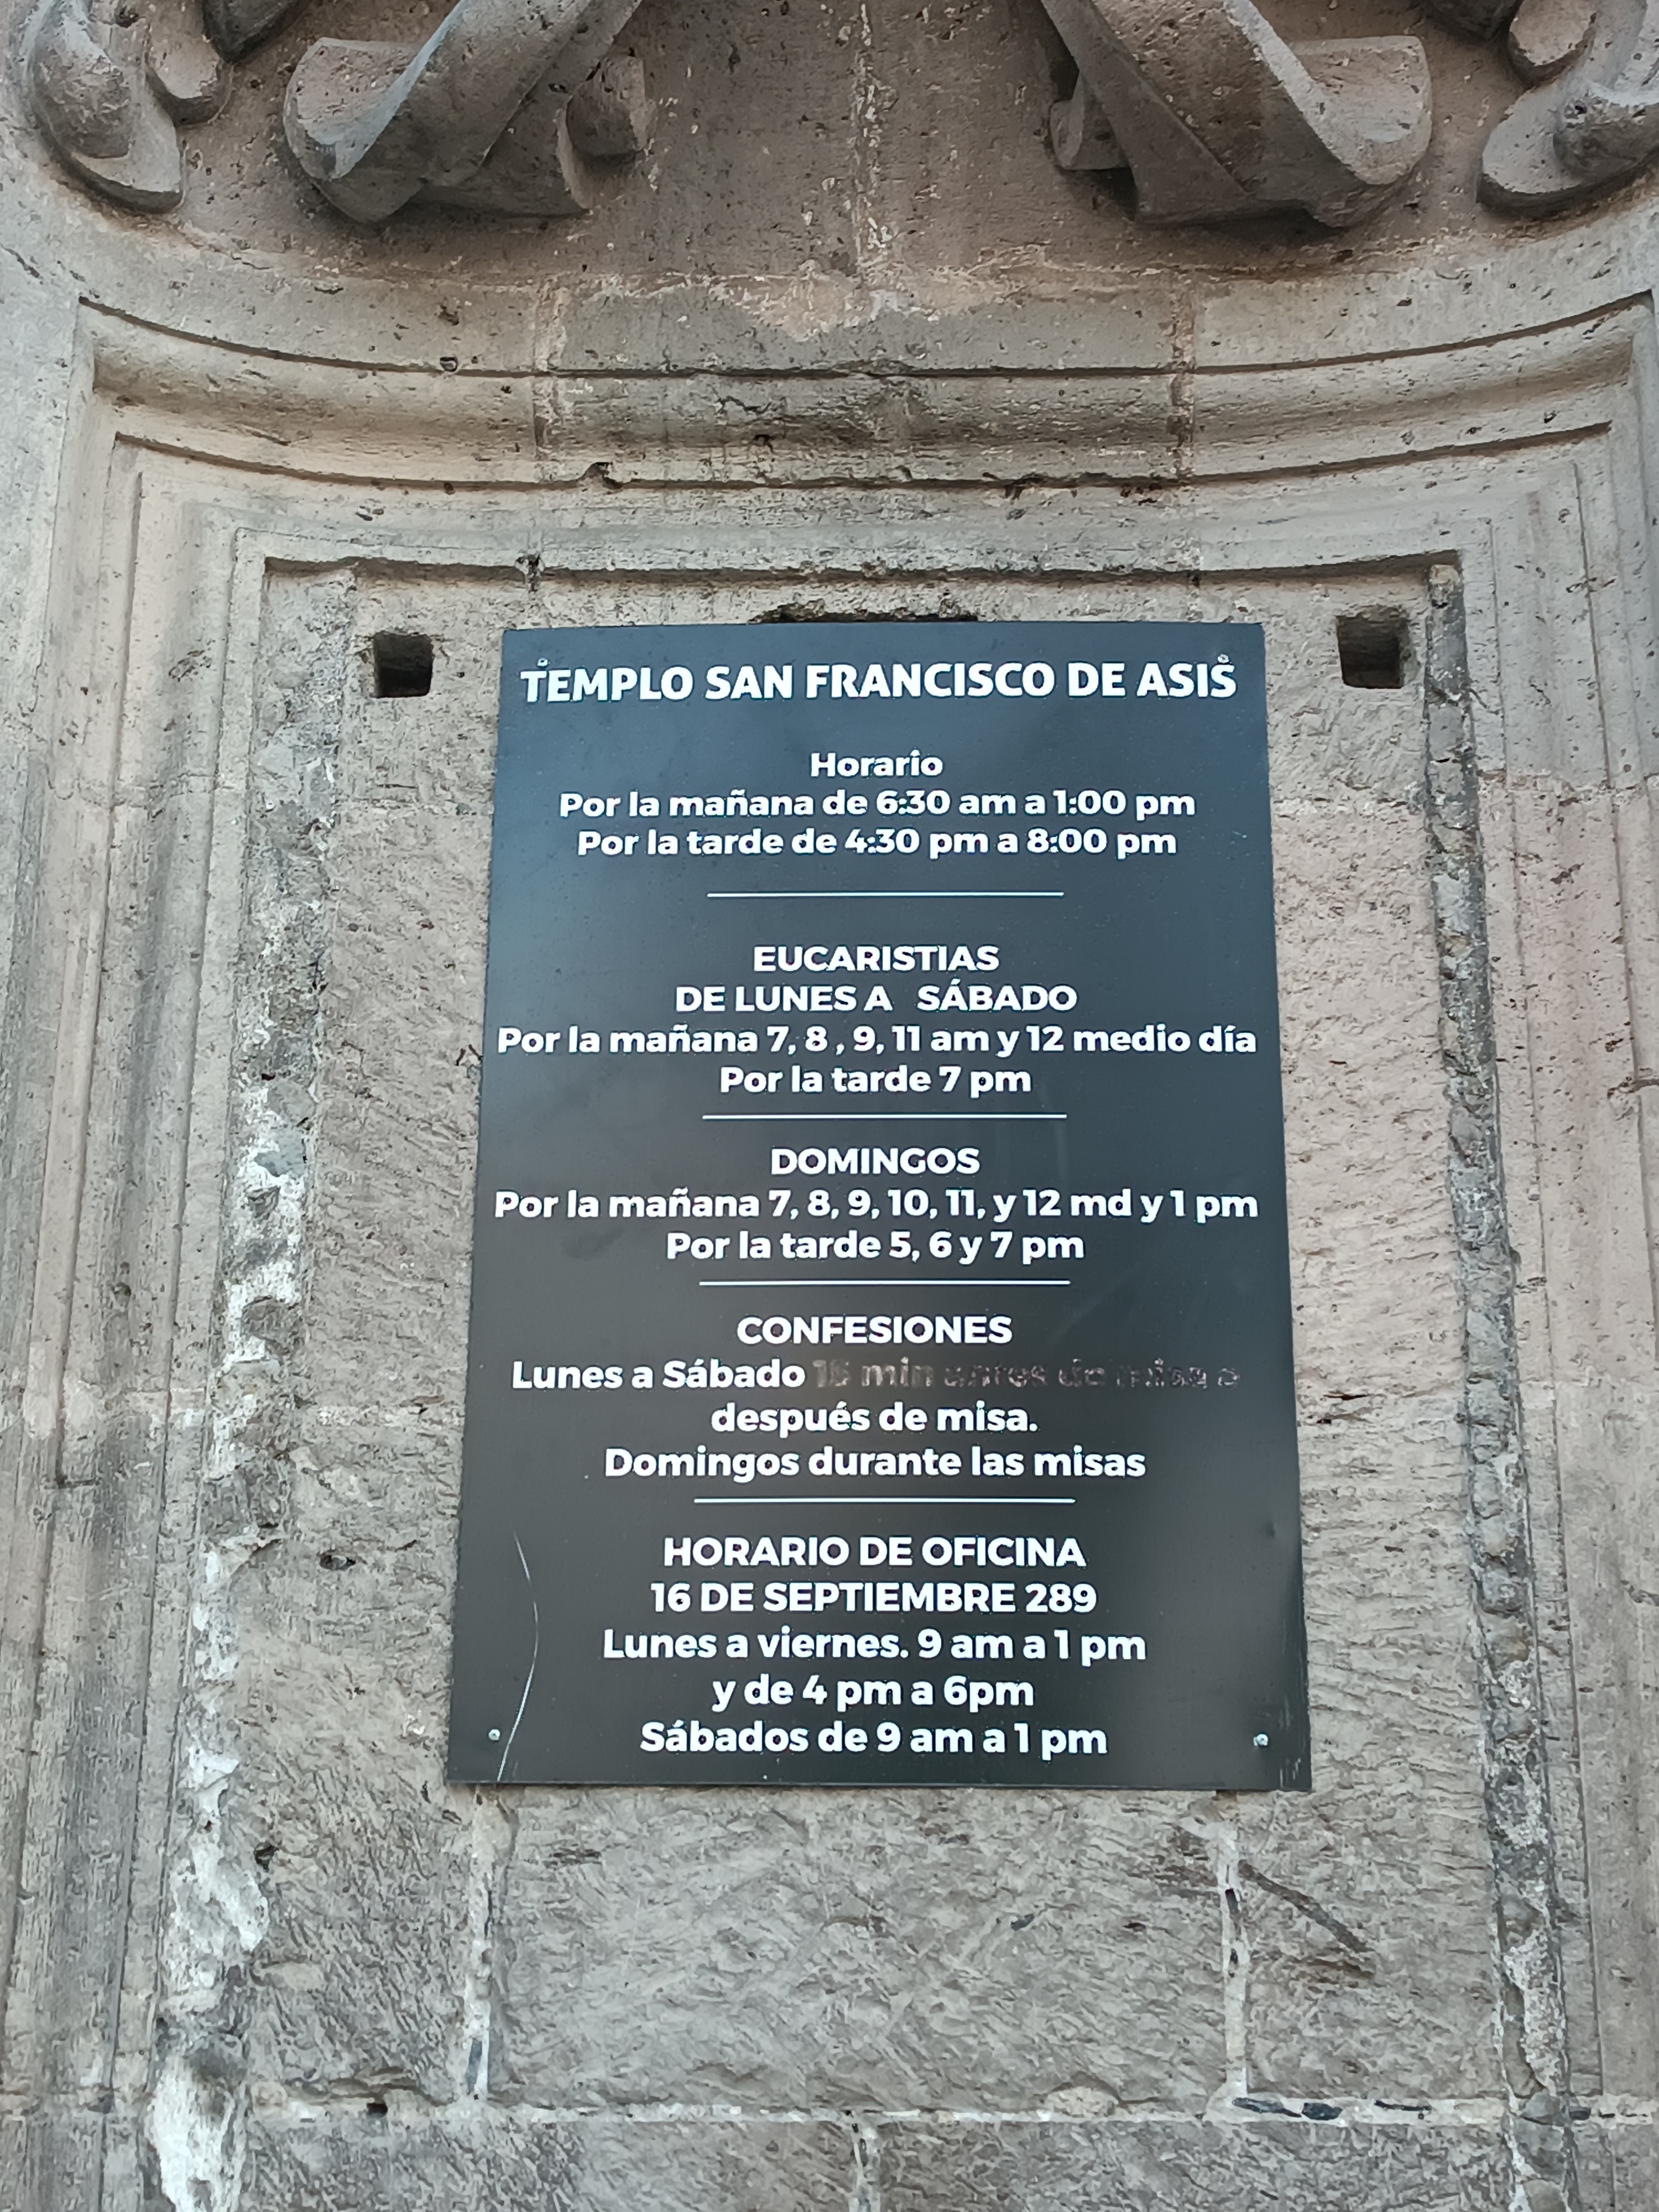 TEMPLO SAN FRANCISCO DE ASIS
Horario
Por la mañana de 6:30 am a 1:00 pm
Por la tarde de 4:30 pm a 8:00 pm
EUCARISTIAS
DE LUNES A SÁBADO
Por la mañana 7, 8 , 9, 11 am y 12 medio día
Por la tarde 7 pm
DOMINGOS
Por la mañana 7, 8, 9, 10, 11, y 12 md y 1 pm
Por la tarde 5, 6 y 7 pm
CONFESIONES
Lunes a Sábado 15 min antes de misa o
después de misa.
Domingos durante las misas
HORARIO DE OFICINA
16 DE SEPTIEMBRE 289
Lunes a viernes. 9 am a 1 pm
y de 4 pm a 6pm
Sábados de 9 am a 1 pm